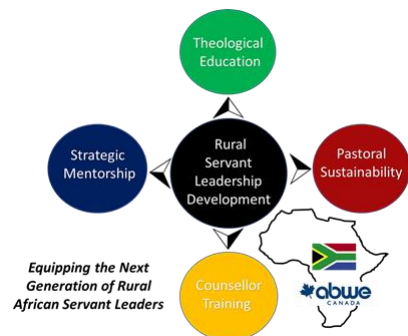 Theological
Education
Strategic
Mentorship
Rural
Servant
Leadership
Development
Pastoral
Sustainability
Equipping the Next
Generation of Rural
African Servant Leaders
Counsellor
Training
abwe
CANADA